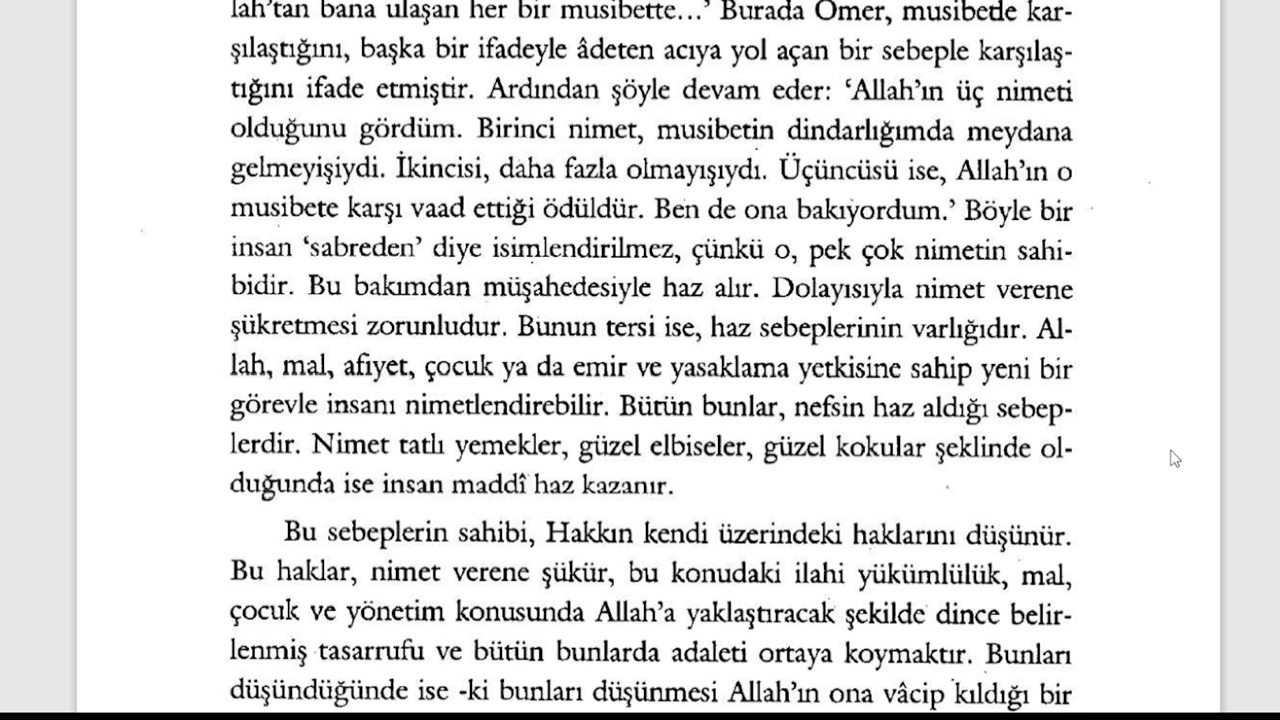 lah’tan bana ulaşan her bir musibette…’ Burada Ömer, musibede kar-
şılaştığını, başka bir ifadeyle âdeten acıya yol açan bir sebeple karşılaş-
tığını ifade etmiştir. Ardından şöyle devam eder: ‘Allah’ın üç nimeti
olduğunu gördüm. Birinci nimet, musibetin dindarlığımda meydana
gelmeyişiydi. İkincisi, daha fazla olmayışıydı. Üçüncüsü ise, Allah’ın o
musibete karşı vaad ettiği ödüldür. Ben de ona bakıyordum.’ Böyle bir
insan ‘sabreden’ diye isimlendirilmez, çünkü o, pek çok nimetin sahi-
bidir. Bu bakımdan müşahedesiyle haz alır. Dolayısıyla nimet verene
şükretmesi zorunludur. Bunun tersi ise, haz sebeplerinin varlığıdır. Al-
lah, mal, afiyet, çocuk ya da emir ve yasaklama yetkisine sahip yeni bir
görevle insanı nimetlendirebilir. Bütün bunlar, nefsin haz aldığı sebep-
lerdir. Nimet tatlı yemekler, güzel elbiseler, güzel kokular şeklinde ol-
duğunda ise insan maddî haz kazanır.
Bu sebeplerin sahibi, Hakkın kendi üzerindeki haklarını düşünür.
Bu haklar, nimet verene şükür, bu konudaki ilahi yükümlülük, mal,
çocuk ve yönetim konusunda Allah’a yaklaştıracak şekilde dince belir-
lenmiş tasarrufu ve bütün bunlarda adaleti ortaya koymaktır. Bunları
düşündüğünde ise -ki bunları düşünmesi Allah’ın ona vâcip kıldığı bir